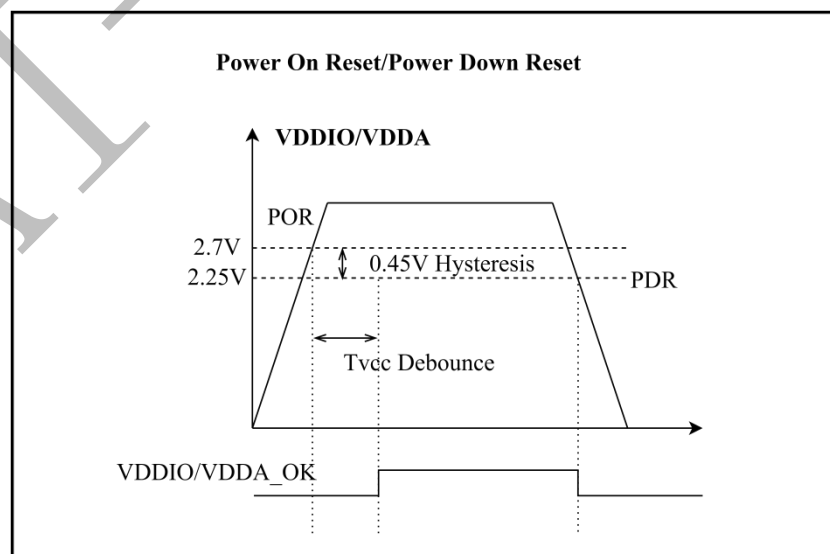 Power On Reset/Power Down Reset
VDDIO/VDDA
POR
2.7V
0.45V Hysteresis
2.25V
PDR
Tvcc Debounce
VDDIO/VDDA_OK